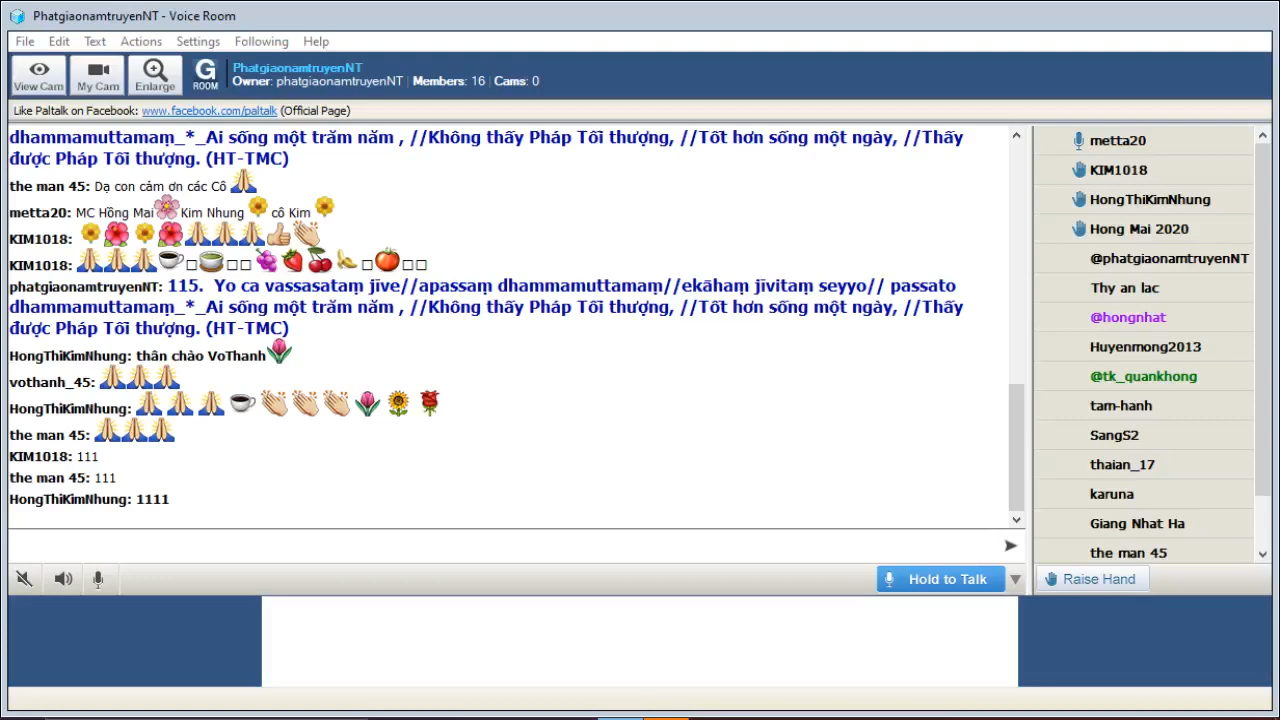 PhatgiaonamtruyenNT - Voice Room
File Edit Text Actions Settings Following Help
View Cam My Cam Enlarge G ROOM PhatgiaonamtruyenNT
Owner: phatgiaonamtruyenNT Members: 16 Cams: 0
Like Paltalk on Facebook: www.facebook.com/paltalk (Official Page)
dhammamuttamaṃ_*_Ai sống một trăm năm , //Không thấy Pháp Tối thượng, //Tốt hơn sống một ngày, //Thấy
được Pháp Tối thượng. (HT-TMC)
the man 45: Dạ con cảm ơn các Cô 🙏
metta20: MC Hồng Mai🌸Kim Nhung 🌼 cô Kim 🌼
KIM1018: 🌼🌺🌼🌺🙏🙏🙏👍👏
KIM1018: 🙏🙏🙏☕□🍵□□🍇🍓🍒🍌□🍅□□
phatgiaonamtruyenNT: 115. Yo ca vassasataṃ jīve//apassaṃ dhammamuttamaṃ//ekāhaṃ jīvitaṃ seyyo// passato
dhammamuttamaṃ_*_Ai sống một trăm năm , //Không thấy Pháp Tối thượng, //Tốt hơn sống một ngày, //Thấy
được Pháp Tối thượng. (HT-TMC)
HongThiKimNhung: thân chào VoThanh🌷
vothanh_45: 🙏🙏🙏
HongThiKimNhung: 🙏 🙏 🙏 ☕ 👏 👏 👏 🌷 🌻 🌹
the man 45: 🙏🙏🙏
KIM1018: 111
the man 45: 111
HongThiKimNhung: 1111
Hold to Talk
metta20
KIM1018
HongThiKimNhung
Hong Mai 2020
@phatgiaonamtruyenNT
Thy an lac
@hongnhat
Huyenmong2013
@tk_quankhong
tam-hanh
SangS2
thaian_17
karuna
Giang Nhat Ha
the man 45
Raise Hand